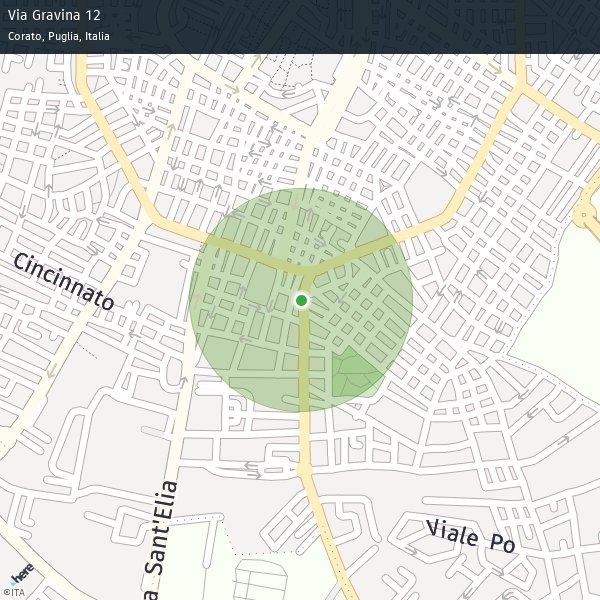 Via Gravina 12
Corato, Puglia, Italia
Cincinnato
a Sant'Elia
Viale Po
here
©ITA